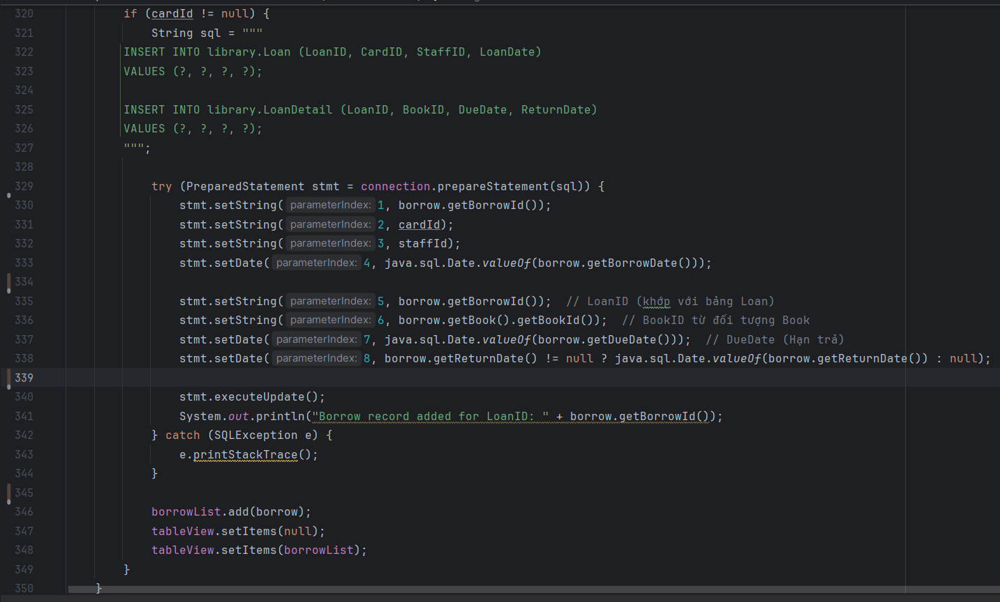 320 if (cardId != null) {
321 String sql = """
322 INSERT INTO library.Loan (LoanID, CardID, StaffID, LoanDate)
323 VALUES (?, ?, ?, ?);
324
325 INSERT INTO library.LoanDetail (LoanID, BookID, DueDate, ReturnDate)
326 VALUES (?, ?, ?, ?);
327 """;
328
329 try (PreparedStatement stmt = connection.prepareStatement(sql)) {
330 stmt.setString( parameterIndex: 1, borrow.getBorrowId());
331 stmt.setString( parameterIndex: 2, cardId);
332 stmt.setString( parameterIndex: 3, staffId);
333 stmt.setDate( parameterIndex: 4, java.sql.Date.valueOf(borrow.getBorrowDate()));
334
335 stmt.setString( parameterIndex: 5, borrow.getBorrowId()); // LoanID (khớp với bảng Loan)
336 stmt.setString( parameterIndex: 6, borrow.getBook().getBookId()); // BookID từ đối tượng Book
337 stmt.setDate( parameterIndex: 7, java.sql.Date.valueOf(borrow.getDueDate())); // DueDate (Hạn trả)
338 stmt.setDate( parameterIndex: 8, borrow.getReturnDate() != null ? java.sql.Date.valueOf(borrow.getReturnDate()) : null);
339
340 stmt.executeUpdate();
341 System.out.println("Borrow record added for LoanID: " + borrow.getBorrowId());
342 } catch (SQLException e) {
343 e.printStackTrace();
344 }
345
346 borrowList.add(borrow);
347 tableView.setItems(null);
348 tableView.setItems(borrowList);
349 }
350 }